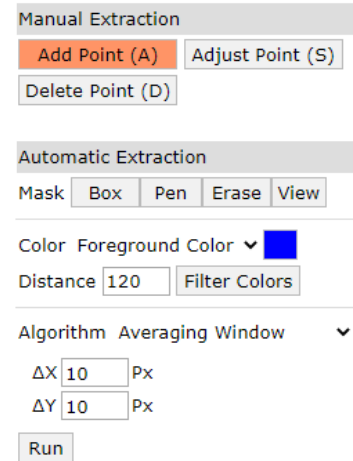 Manual Extraction
Add Point (A) Adjust Point (S)
Delete Point (D)
Automatic Extraction
Mask Box Pen Erase View
Color Foreground Color
Distance 120 Filter Colors
Algorithm Averaging Window
ΔX 10 Px
ΔY 10 Px
Run